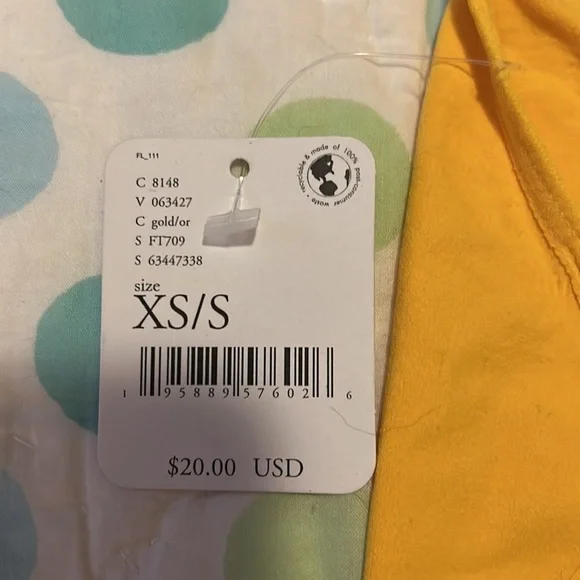 FL_111
recyclable & made of 100% post-consumer waste •
C 8148
V 063427
C gold/or
S FT709
S 63447338
size
XS/S
1 95889 57602 6
$20.00 USD